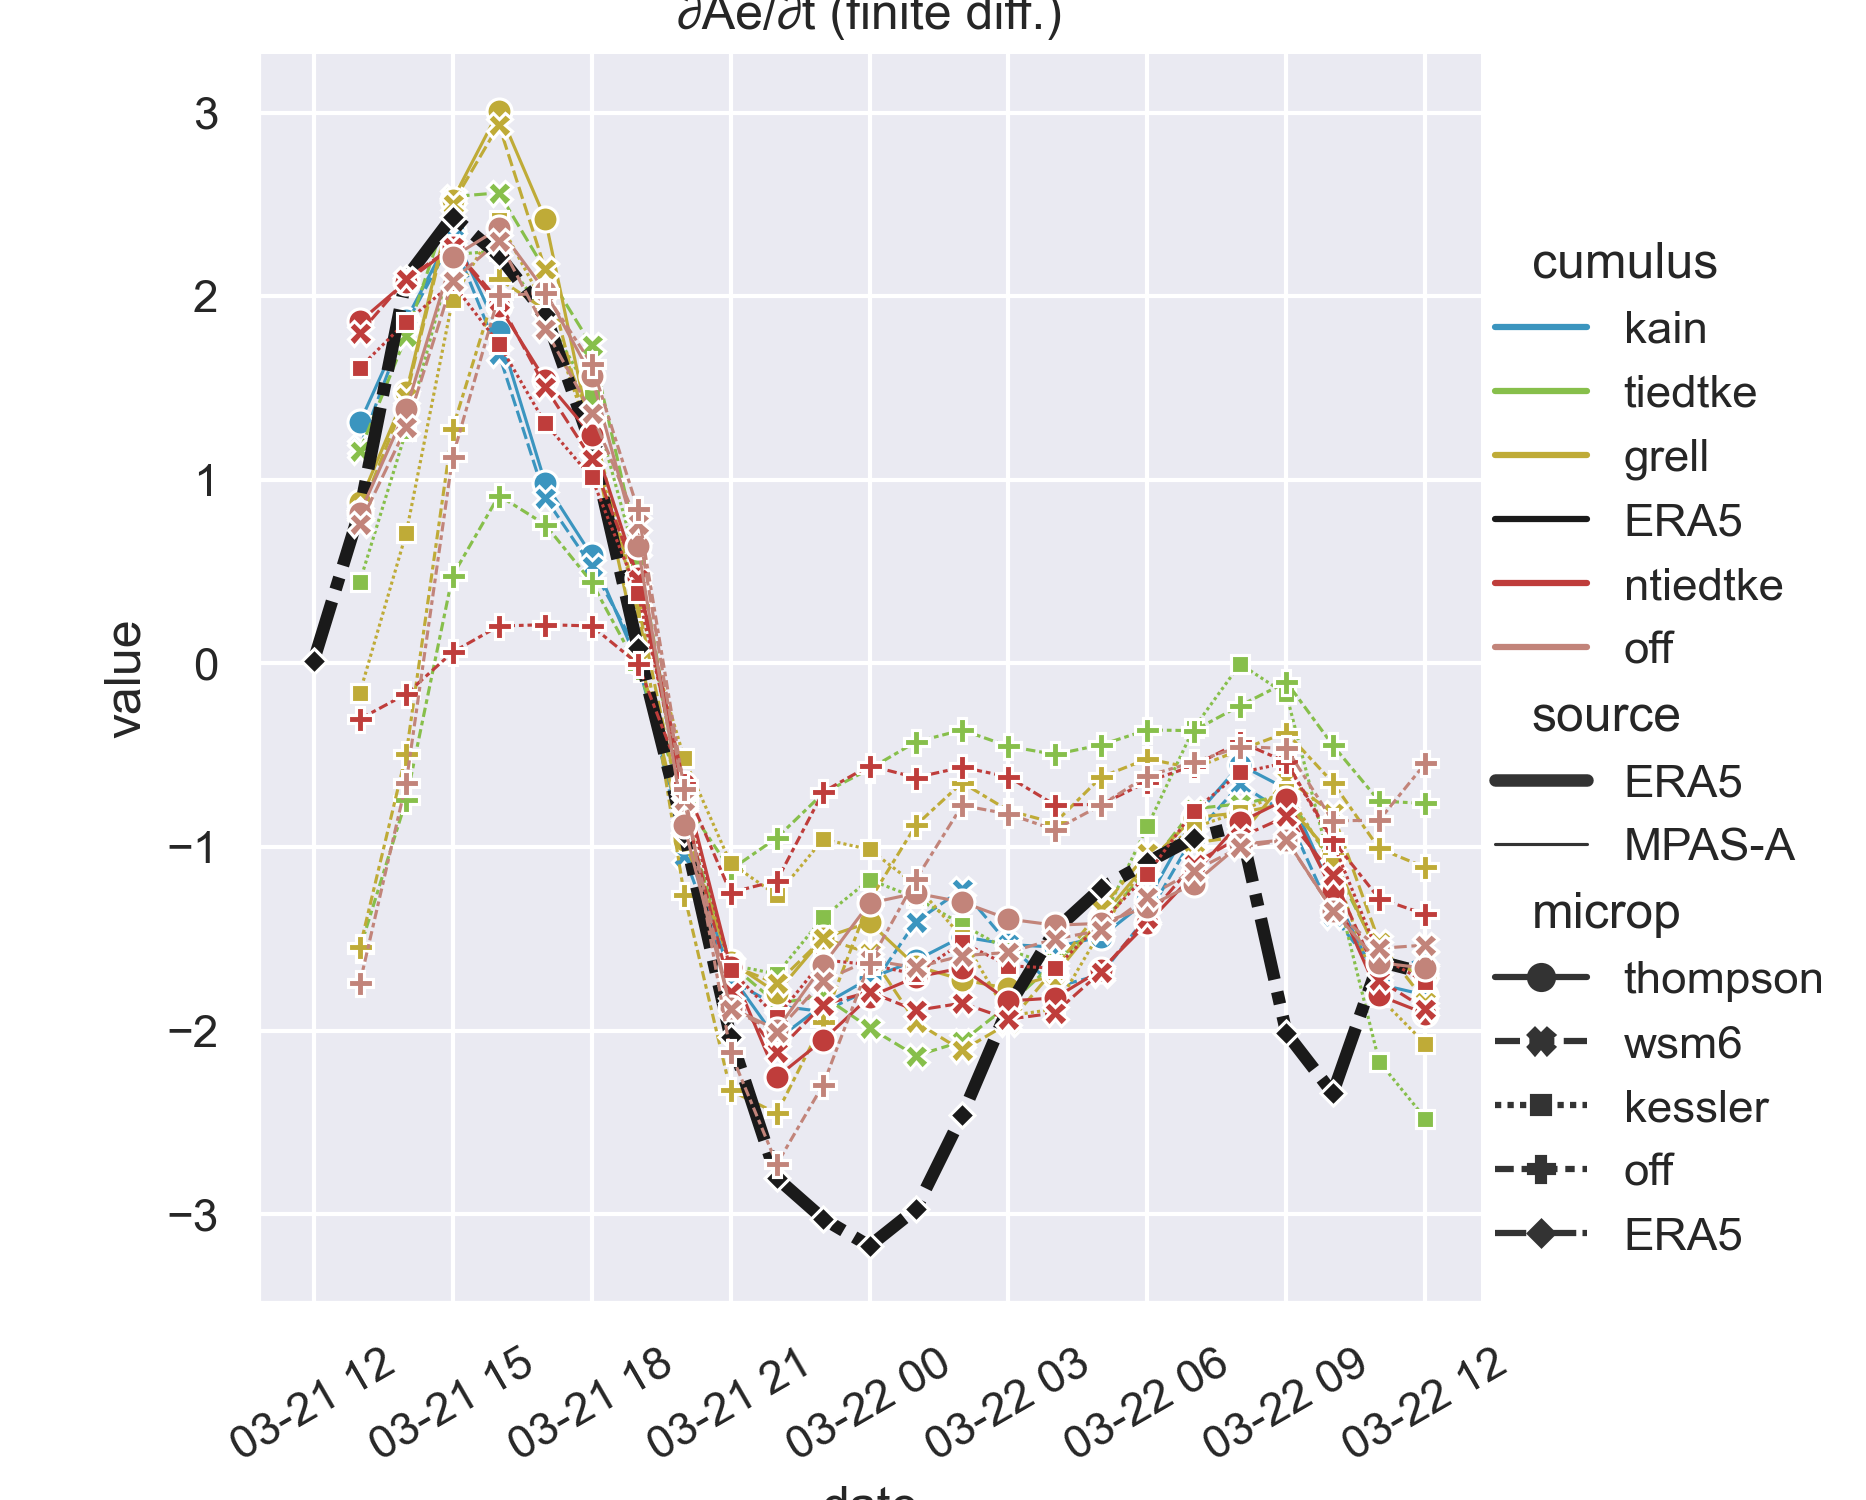 ∂Ae/∂t (finite diff.)
3
2
1
0
−1
−2
−3
value
03-21 12
03-21 15
03-21 18
03-21 21
03-22 00
03-22 03
03-22 06
03-22 09
03-22 12
date
cumulus
kain
tiedtke
grell
ERA5
ntiedtke
off
source
ERA5
MPAS-A
microp
thompson
wsm6
kessler
off
ERA5